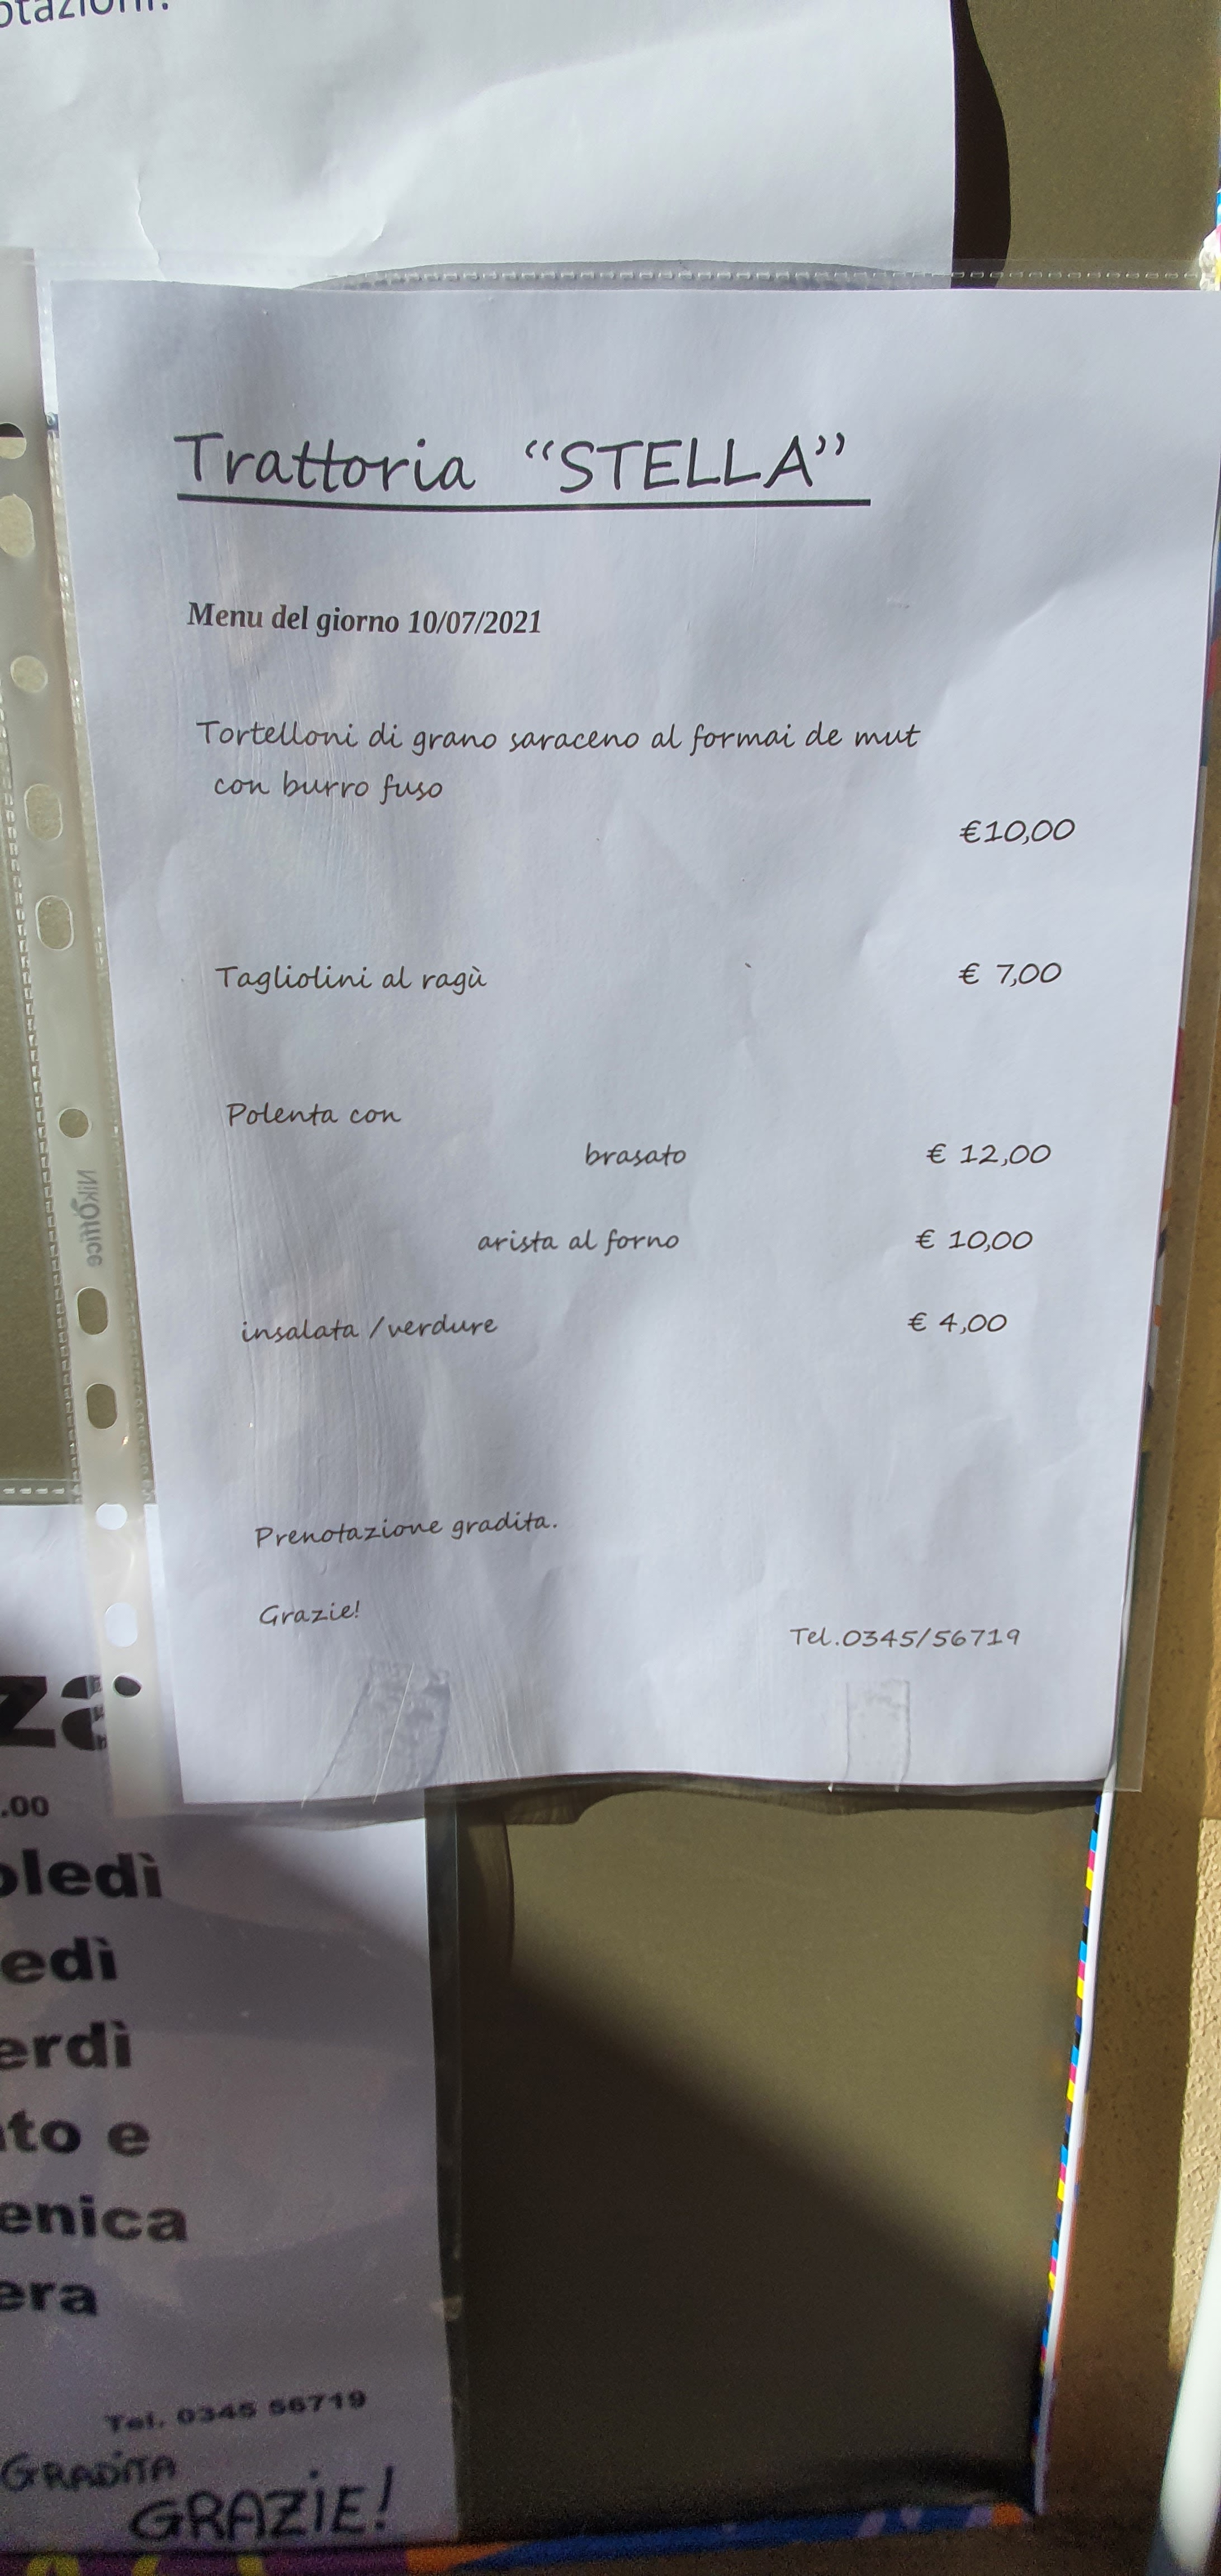 Trattoria “STELLA”
Menu del giorno 10/07/2021
Tortelloni di grano saraceno al formai de mut
con burro fuso
€10,00
Tagliolini al ragù € 7,00
Polenta con
brasato € 12,00
arista al forno € 10,00
insalata /verdure € 4,00
Prenotazione gradita.
Grazie!
Tel.0345/56719
NikOffice
.00
oledì
edì
erdì
ato e
enica
era
Tel. 0345 56719
GRADITA
GRAZIE!